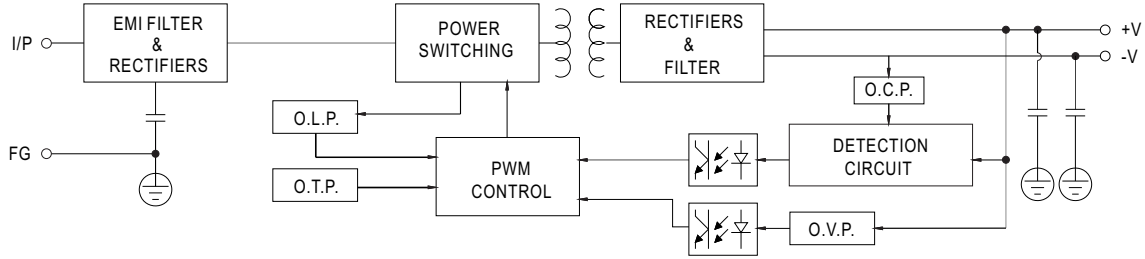 I/P
EMI FILTER
&
RECTIFIERS
POWER
SWITCHING
RECTIFIERS
&
FILTER
+V
-V
O.C.P.
O.L.P.
DETECTION
CIRCUIT
FG
PWM
CONTROL
O.T.P.
O.V.P.